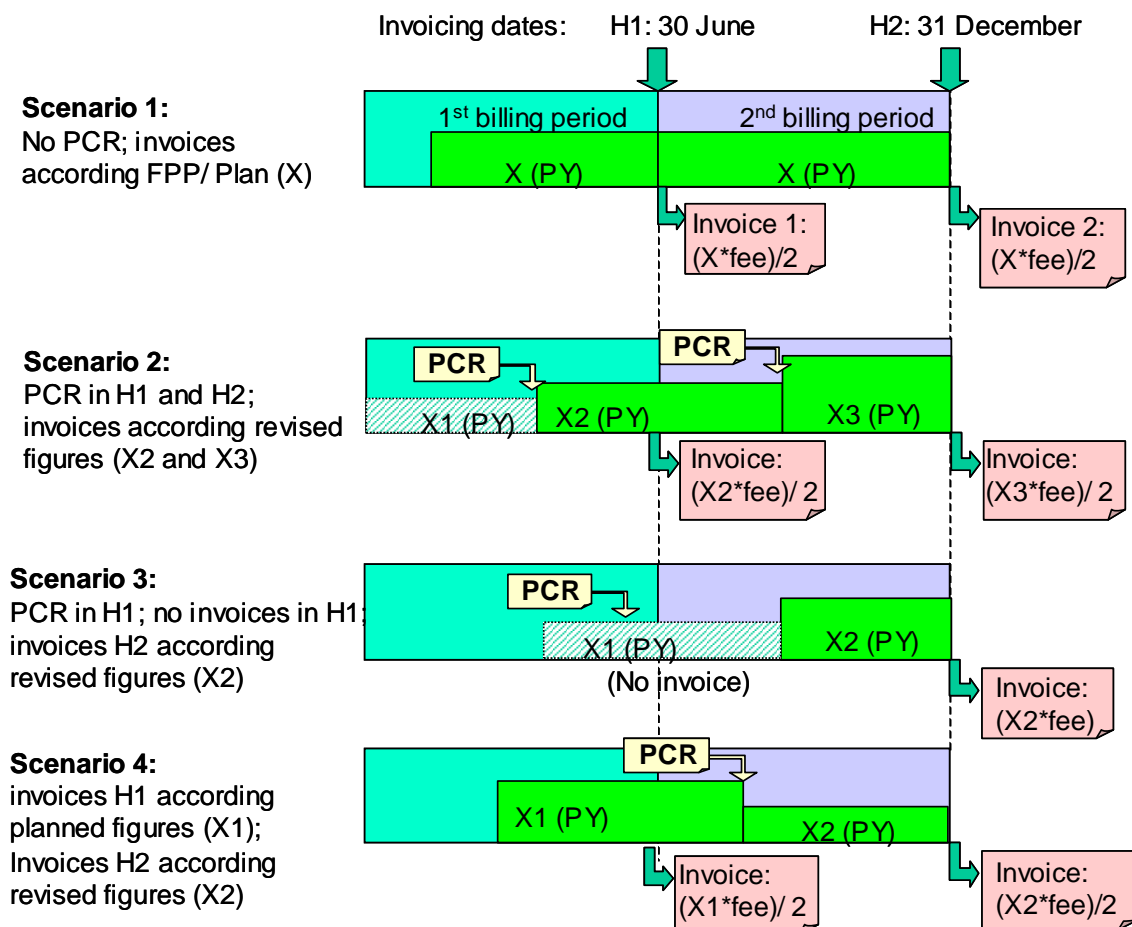 Invoicing dates: H1: 30 June H2: 31 December
Scenario 1:
No PCR; invoices
according FPP/ Plan (X)
1st billing period 2nd billing period
X (PY) X (PY)
Invoice 1:
(X*fee)/2
Invoice 2:
(X*fee)/2
Scenario 2:
PCR in H1 and H2;
invoices according revised
figures (X2 and X3)
PCR PCR
X1 (PY) X2 (PY) X3 (PY)
Invoice:
(X2*fee)/ 2
Invoice:
(X3*fee)/ 2
Scenario 3:
PCR in H1; no invoices in H1;
invoices H2 according
revised figures (X2)
PCR
X1 (PY) X2 (PY)
(No invoice)
Invoice:
(X2*fee)
Scenario 4:
invoices H1 according
planned figures (X1);
Invoices H2 according
revised figures (X2)
PCR
X1 (PY) X2 (PY)
Invoice:
(X1*fee)/ 2
Invoice:
(X2*fee)/2